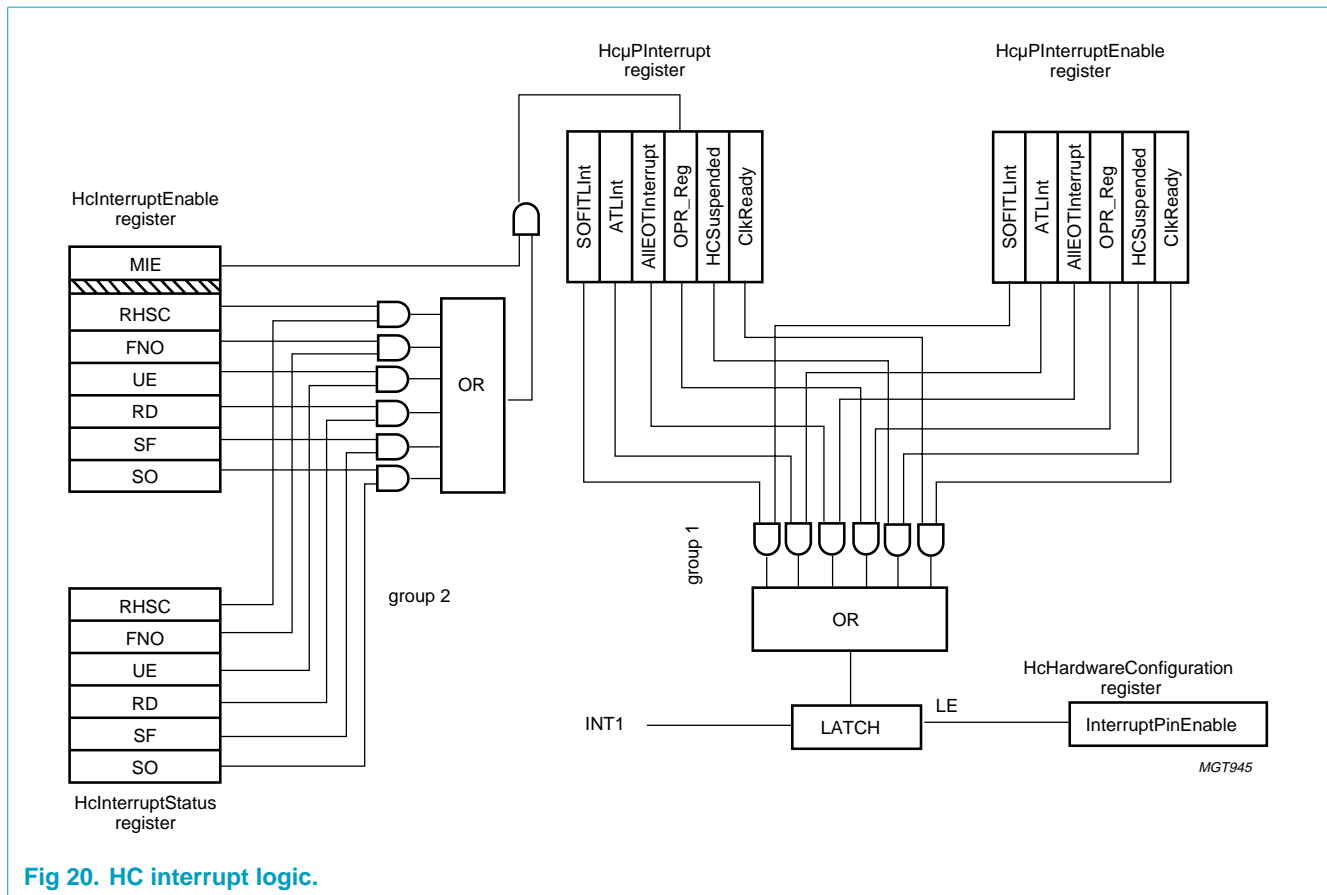 HcµPInterrupt
register
HcµPInterruptEnable
register
SOFITLInt
ATLInt
AllEOTInterrupt
OPR_Reg
HCSuspended
ClkReady
SOFITLInt
ATLInt
AllEOTInterrupt
OPR_Reg
HCSuspended
ClkReady
HcInterruptEnable
register
MIE
RHSC
FNO
UE
RD
SF
SO
OR
group 2
RHSC
FNO
UE
RD
SF
SO
HcInterruptStatus
register
group 1
OR
HcHardwareConfiguration
register
INT1
LATCH
LE
InterruptPinEnable
MGT945
Fig 20. HC interrupt logic.